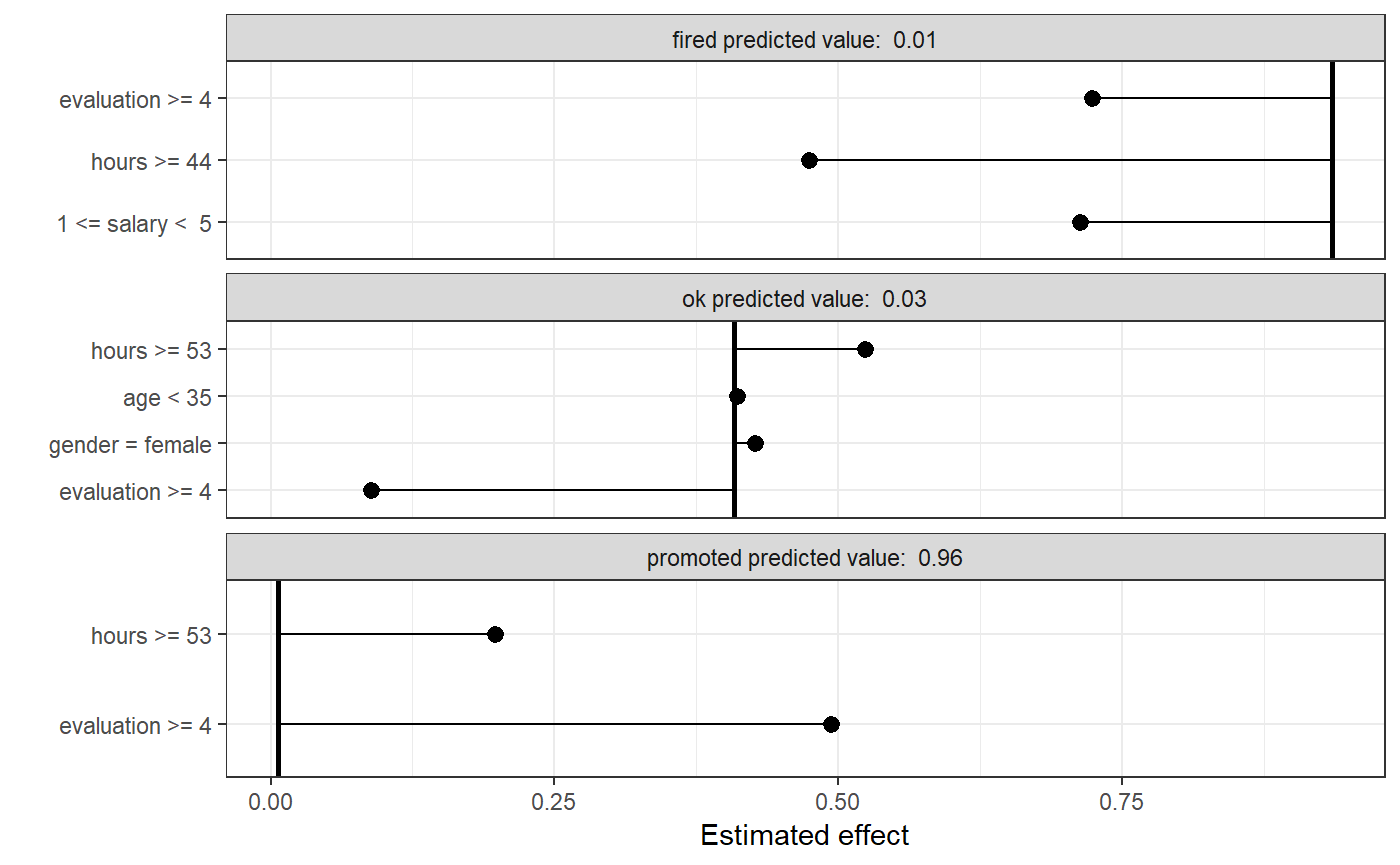 fired predicted value:  0.01
evaluation >= 4
hours >= 44
1 <= salary <  5
ok predicted value:  0.03
hours >= 53
age < 35
gender = female
evaluation >= 4
promoted predicted value:  0.96
hours >= 53
evaluation >= 4
0.00 0.25 0.50 0.75
Estimated effect